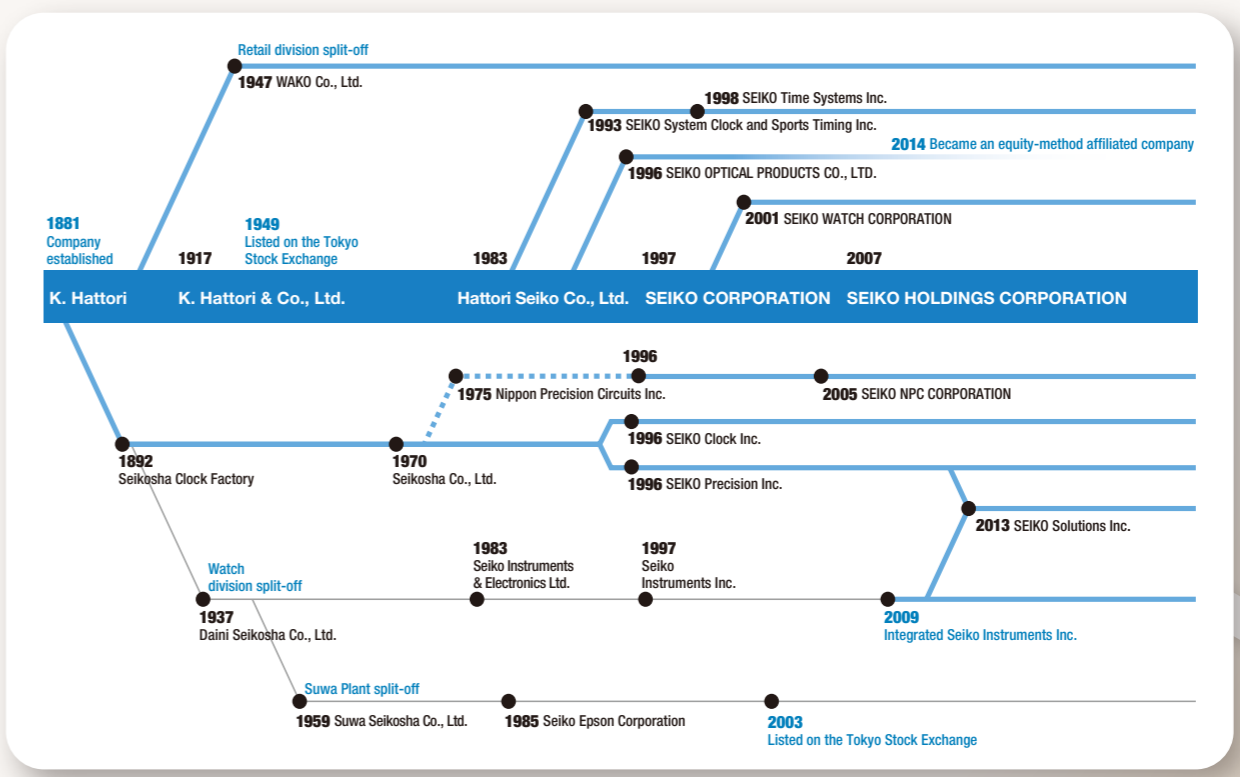 Retail division split-off
1947 WAKO Co., Ltd.
1998 SEIKO Time Systems Inc.
1993 SEIKO System Clock and Sports Timing Inc.
2014 Became an equity-method affiliated company
1996 SEIKO OPTICAL PRODUCTS CO., LTD.
2001 SEIKO WATCH CORPORATION
1881
Company
established
1917
1949
Listed on the Tokyo
Stock Exchange
1983
1997
2007
K. Hattori
K. Hattori & Co., Ltd.
Hattori Seiko Co., Ltd.
SEIKO CORPORATION
SEIKO HOLDINGS CORPORATION
1996
1975 Nippon Precision Circuits Inc.
2005 SEIKO NPC CORPORATION
1996 SEIKO Clock Inc.
1892
Seikosha Clock Factory
1970
Seikosha Co., Ltd.
1996 SEIKO Precision Inc.
2013 SEIKO Solutions Inc.
Watch
division split-off
1983
Seiko Instruments
& Electronics Ltd.
1997
Seiko
Instruments Inc.
1937
Daini Seikosha Co., Ltd.
2009
Integrated Seiko Instruments Inc.
Suwa Plant split-off
1959 Suwa Seikosha Co., Ltd.
1985 Seiko Epson Corporation
2003
Listed on the Tokyo Stock Exchange